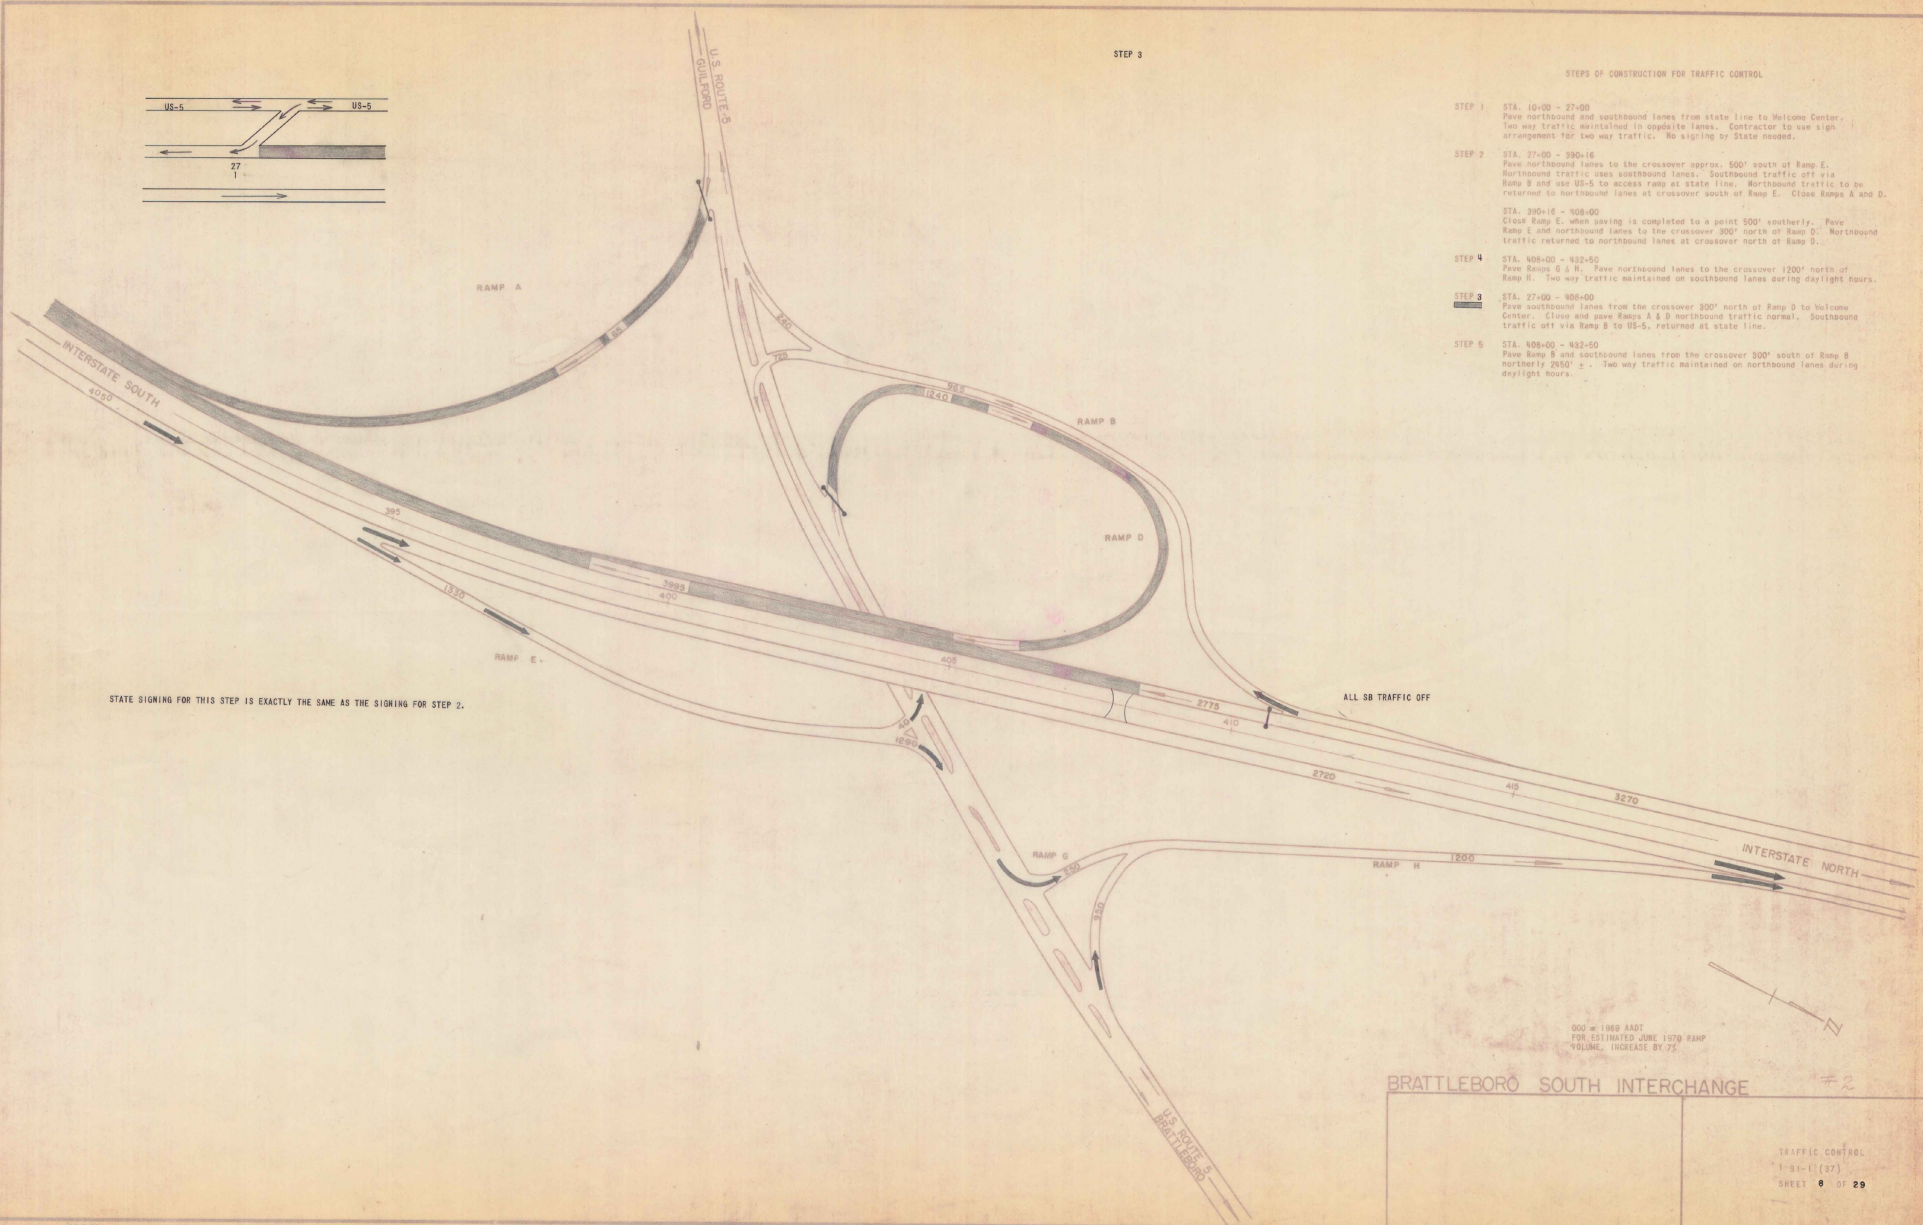 STEP 3
US-5
US-5
27
1
U.S. ROUTE-5
GUILFORD
STEPS OF CONSTRUCTION FOR TRAFFIC CONTROL
STEP 1 STA. 10+00 - 27+00
Pave northbound and southbound lanes from state line to Welcome Center.
Two way traffic maintained in opposite lanes. Contractor to use sign
arrangement for two way traffic. No signing by State needed.
STEP 2 STA. 27+00 - 390+16
Pave northbound lanes to the crossover approx. 500' south of Ramp E.
Northbound traffic uses southbound lanes. Southbound traffic off via
Ramp B and use US-5 to access ramp at state line. Northbound traffic to be
returned to northbound lanes at crossover south of Ramp E. Close Ramps A and D.
STA. 390+16 - 408+00
Close Ramp E. when paving is completed to a point 500' southerly. Pave
Ramp E and northbound lanes to the crossover 300' north of Ramp D. Northbound
traffic returned to northbound lanes at crossover north of Ramp D.
STEP 4 STA. 408+00 - 432+50
Pave Ramps G & H. Pave northbound lanes to the crossover 1200' north of
Ramp H. Two way traffic maintained on southbound lanes during daylight hours.
STEP 3 STA. 27+00 - 408+00
Pave southbound lanes from the crossover 300' north of Ramp D to Welcome
Center. Close and pave Ramps A & D northbound traffic normal. Southbound
traffic off via Ramp B to US-5, returned at state line.
STEP 5 STA. 408+00 - 432+50
Pave Ramp B and southbound lanes from the crossover 300' south of Ramp B
northerly 2450' ±. Two way traffic maintained on northbound lanes during
daylight hours.
RAMP A
85
240
725
985
1240
RAMP B
RAMP D
INTERSTATE SOUTH
4050
395
3995
400
1330
RAMP E
405
40
1290
STATE SIGNING FOR THIS STEP IS EXACTLY THE SAME AS THE SIGNING FOR STEP 2.
ALL SB TRAFFIC OFF
2775
410
2720
415
3270
INTERSTATE NORTH
RAMP G
250
RAMP H
1200
950
N
000 = 1969 AADT
FOR ESTIMATED JUNE 1970 RAMP
VOLUME, INCREASE BY 75
BRATTLEBORO SOUTH INTERCHANGE
#2
U.S. ROUTE 5
BRATTLEBORO
TRAFFIC CONTROL
I 91-1 (37)
SHEET 8 OF 29